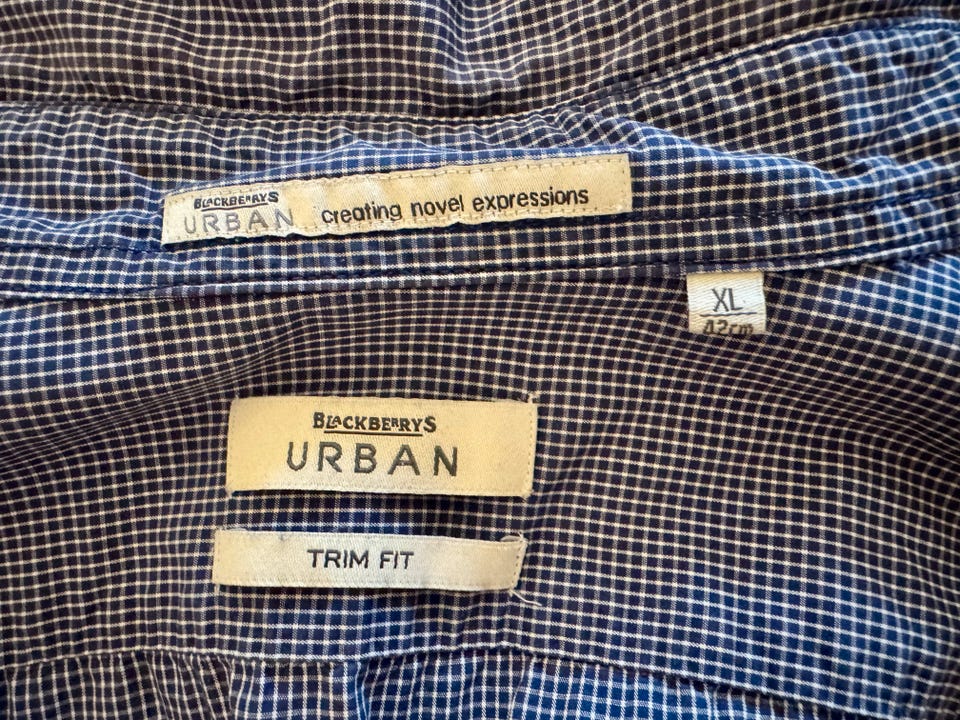 BLACKBERRYS
URBAN creating novel expressions
XL
42cm
BLACKBERRYS
URBAN
TRIM FIT